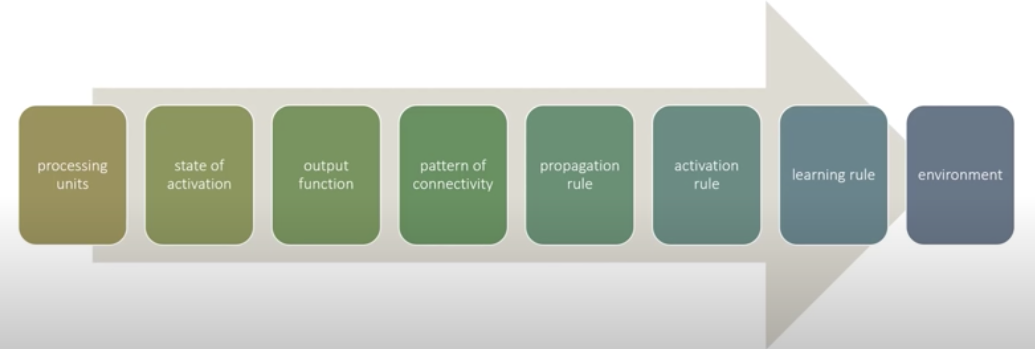 processing
units
state of
activation
output
function
pattern of
connectivity
propagation
rule
activation
rule
learning rule
environment